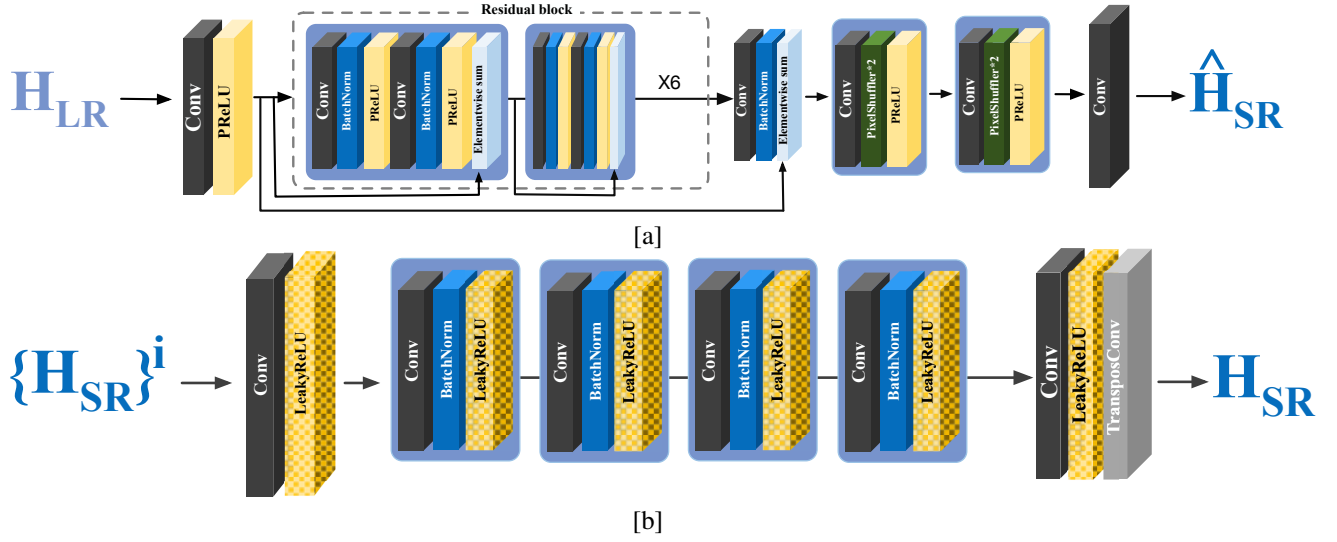 Residual block
H_LR
Conv
PReLU
Conv
BatchNorm
PReLU
Conv
BatchNorm
PReLU
Elementwise sum
X6
Conv
BatchNorm
Elementwise sum
Conv
PixelShuffler*2
PReLU
Conv
PixelShuffler*2
PReLU
Conv
Ĥ_SR
[a]
{H_SR}^i
Conv
LeakyReLU
Conv
BatchNorm
LeakyReLU
Conv
BatchNorm
LeakyReLU
Conv
BatchNorm
LeakyReLU
Conv
BatchNorm
LeakyReLU
Conv
LeakyReLU
TransposConv
H_SR
[b]